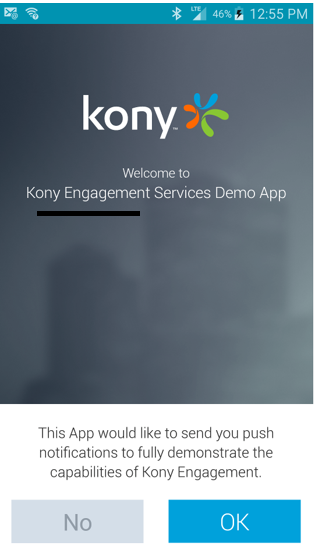 LTE 46% 12:55 PM
kony™
Welcome to
Kony Engagement Services Demo App
This App would like to send you push
notifications to fully demonstrate the
capabilities of Kony Engagement.
No OK